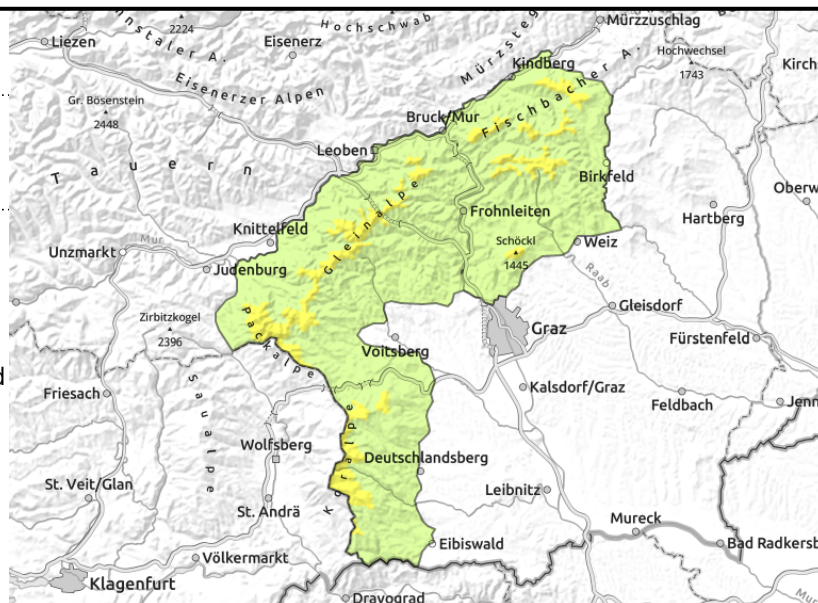 2224
Hochschwab
Mürzzuschlag
Liezen
Eisenerz
Mürzsteg
Hochwechsel
1743
Kirch
Eisenerzer Alpen
Kindberg
Fischbacher A.
Gr. Bösenstein
2448
Bruck/Mur
Leoben
Tauern
Birkfeld
Oberw
Hartberg
Knittelfeld
Frohnleiten
Gleinalpe
Unzmarkt
Mur
Schöckl
1445
Weiz
Judenburg
Raab
Zirbitzkogel
2396
Gleisdorf
Graz
Fürstenfeld
Packalpe
Voitsberg
d
Friesach
Saualpe
Kalsdorf/Graz
Feldbach
Jenn
Koralpe
Wolfsberg
Deutschlandsberg
St. Veit/Glan
Leibnitz
St. Andrä
Mureck
Eibiswald
Bad Radkersb
Völkermarkt
Klagenfurt
Dravograd
Mur